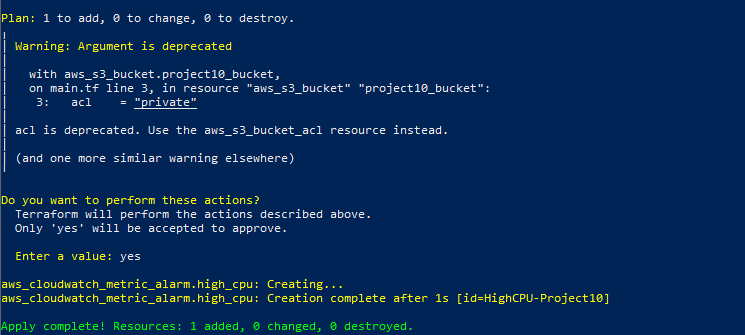 Plan: 1 to add, 0 to change, 0 to destroy.
Warning: Argument is deprecated
with aws_s3_bucket.project10_bucket,
on main.tf line 3, in resource "aws_s3_bucket" "project10_bucket":
3:   acl    = "private"
acl is deprecated. Use the aws_s3_bucket_acl resource instead.
(and one more similar warning elsewhere)
Do you want to perform these actions?
Terraform will perform the actions described above.
Only 'yes' will be accepted to approve.
Enter a value: yes
aws_cloudwatch_metric_alarm.high_cpu: Creating...
aws_cloudwatch_metric_alarm.high_cpu: Creation complete after 1s [id=HighCPU-Project10]
Apply complete! Resources: 1 added, 0 changed, 0 destroyed.